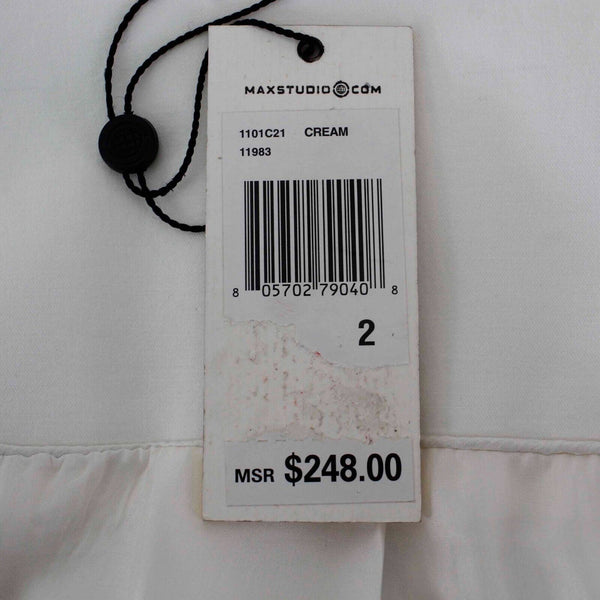 MAXSTUDIO COM
1101C21 CREAM
11983
8 05702 79040 8
2
MSR $248.00